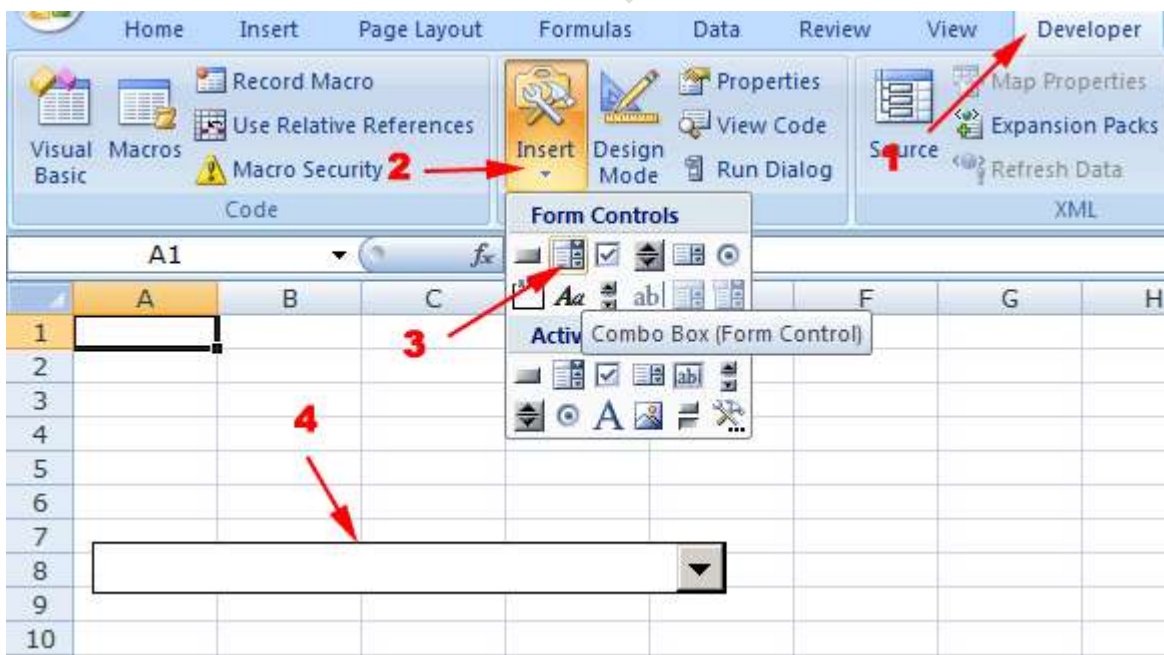 Home Insert Page Layout Formulas Data Review View Developer
Record Macro Properties Map Properties
Use Relative References View Code Expansion Packs
Visual Basic Macros Insert Design Mode Source
Macro Security 2 Run Dialog 1 Refresh Data
Code XML
Form Controls
A1 fx
Aa ab
A B C F G H
1 3 Activ Combo Box (Form Control)
2
3 ab
4 4 A
5
6
7
8
9
10